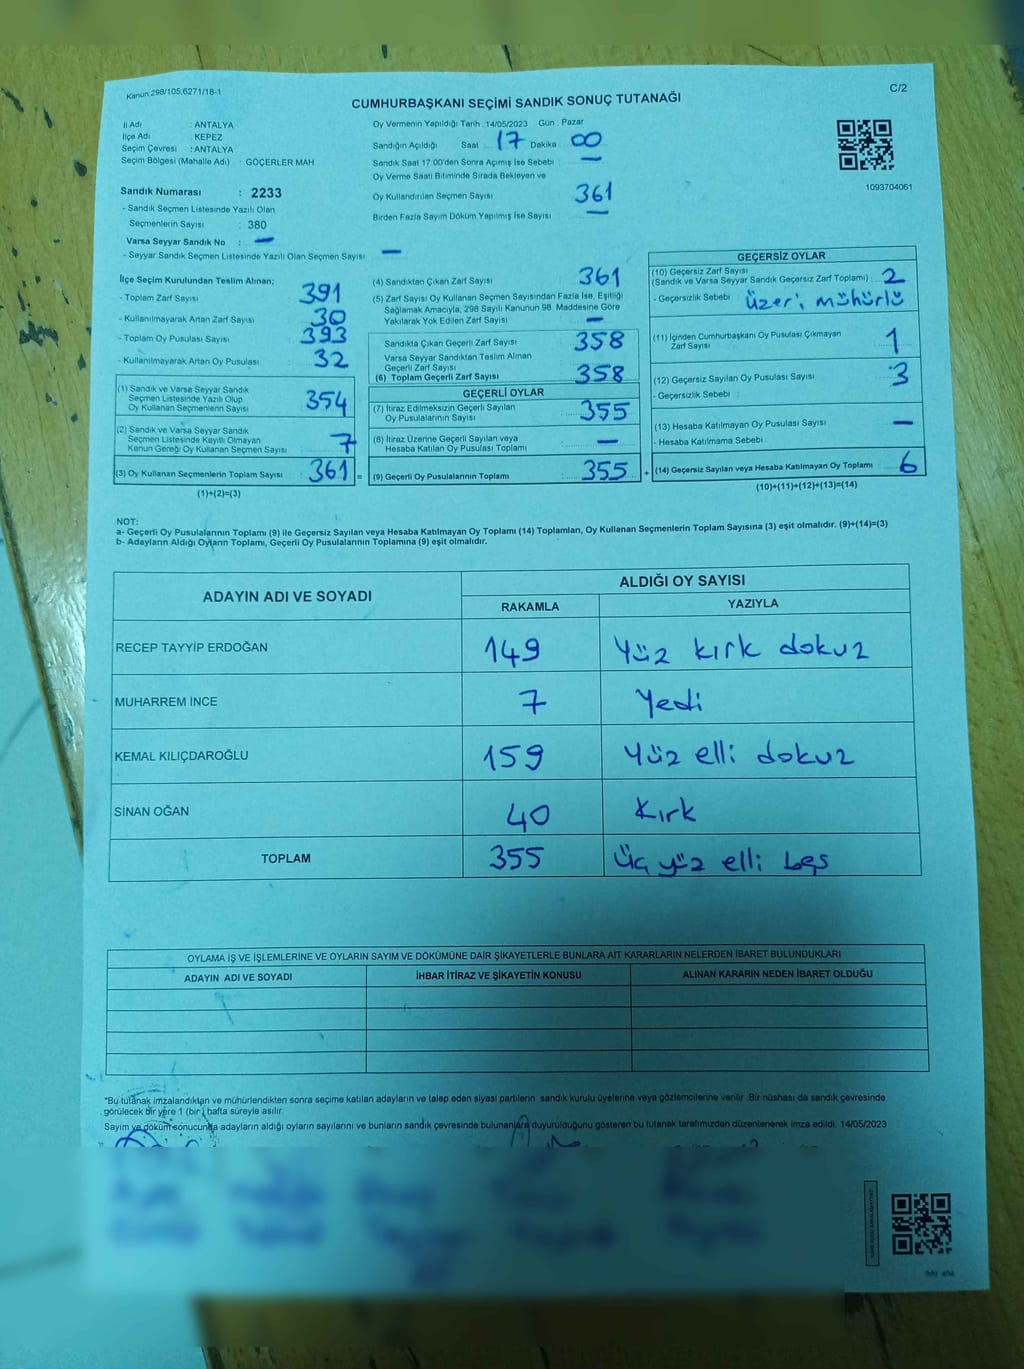 Kanun:298/105,6271/18-1
C/2
CUMHURBAŞKANI SEÇİMİ SANDIK SONUÇ TUTANAĞI
İl Adı : ANTALYA
İlçe Adı : KEPEZ
Seçim Çevresi : ANTALYA
Seçim Bölgesi (Mahalle Adı) : GÖÇERLER MAH.
Sandık Numarası : 2233
- Sandık Seçmen Listesinde Yazılı Olan
Seçmenlerin Sayısı : 380
Varsa Seyyar Sandık No : —
- Seyyar Sandık Seçmen Listesinde Yazılı Olan Seçmen Sayısı : —
Oy Vermenin Yapıldığı Tarih : 14/05/2023 Gün : Pazar
Sandığın Açıldığı Saat : 17 Dakika : 00
Sandık Saat 17.00'den Sonra Açımış İse Sebebi : —
Oy Verme Saati Bitiminde Sırada Bekleyen ve
Oy Kullandırılan Seçmen Sayısı : 361
Birden Fazla Sayım Döküm Yapılmış İse Sayısı : —
1093704061
İlçe Seçim Kurulundan Teslim Alınan;
- Toplam Zarf Sayısı : 391
- Kullanılmayarak Artan Zarf Sayısı : 30
- Toplam Oy Pusulası Sayısı : 393
- Kullanılmayarak Artan Oy Pusulası : 32
(1) Sandık ve Varsa Seyyar Sandık
Seçmen Listesinde Yazılı Olup
Oy Kullanan Seçmenlerin Sayısı : 354
(2) Sandık ve Varsa Seyyar Sandık
Seçmen Listesinde Kayıtlı Olmayan
Kanun Gereği Oy Kullanan Seçmen Sayısı : 7
(3) Oy Kullanan Seçmenlerin Toplam Sayısı : 361 =
(1)+(2)=(3)
(4) Sandıktan Çıkan Zarf Sayısı : 361
(5) Zarf Sayısı Oy Kullanan Seçmen Sayısından Fazla İse, Eşitliği
Sağlamak Amacıyla, 298 Sayılı Kanunun 98. Maddesine Göre
Yakılarak Yok Edilen Zarf Sayısı : —
Sandıkta Çıkan Geçerli Zarf Sayısı : 358
Varsa Seyyar Sandıktan Teslim Alınan
Geçerli Zarf Sayısı :
(6) Toplam Geçerli Zarf Sayısı : 358
GEÇERLİ OYLAR
(7) İtiraz Edilmeksizin Geçerli Sayılan
Oy Pusulalarının Sayısı : 355
(8) İtiraz Üzerine Geçerli Sayılan veya
Hesaba Katılan Oy Pusulası Toplamı : —
(9) Geçerli Oy Pusulalarının Toplamı : 355 +
GEÇERSİZ OYLAR
(10) Geçersiz Zarf Sayısı
(Sandık ve Varsa Seyyar Sandık Geçersiz Zarf Toplamı) : 2
- Geçersizlik Sebebi : üzeri mühürlü
(11) İçinden Cumhurbaşkanı Oy Pusulası Çıkmayan
Zarf Sayısı : 1
(12) Geçersiz Sayılan Oy Pusulası Sayısı : 3
- Geçersizlik Sebebi :
(13) Hesaba Katılmayan Oy Pusulası Sayısı : —
- Hesaba Katılmama Sebebi :
(14) Geçersiz Sayılan veya Hesaba Katılmayan Oy Toplamı : 6
(10)+(11)+(12)+(13)=(14)
NOT:
a- Geçerli Oy Pusulalarının Toplamı (9) ile Geçersiz Sayılan veya Hesaba Katılmayan Oy Toplamı (14) Toplamları, Oy Kullanan Seçmenlerin Toplam Sayısına (3) eşit olmalıdır. (9)+(14)=(3)
b- Adayların Aldığı Oyların Toplamı, Geçerli Oy Pusulalarının Toplamına (9) eşit olmalıdır.
ADAYIN ADI VE SOYADI
ALDIĞI OY SAYISI
RAKAMLA YAZIYLA
RECEP TAYYİP ERDOĞAN 149 Yüz kırk dokuz
MUHARREM İNCE 7 Yedi
KEMAL KILIÇDAROĞLU 159 Yüz elli dokuz
SİNAN OĞAN 40 Kırk
TOPLAM 355 Üç yüz elli beş
OYLAMA İŞ VE İŞLEMLERİNE VE OYLARIN SAYIM VE DÖKÜMÜNE DAİR ŞİKAYETLERLE BUNLARA AİT KARARLARIN NELERDEN İBARET BULUNDUKLARI
ADAYIN ADI VE SOYADI İHBAR İTİRAZ VE ŞİKAYETİN KONUSU ALINAN KARARIN NEDEN İBARET OLDUĞU
"Bu tutanak imzalandıktan ve mühürlendikten sonra seçime katılan adayların ve talep eden siyasi partilerin sandık kurulu üyelerine veya gözlemcilerine verilir. Bir nüshası da sandık çevresinde
görülecek bir yere 1 (bir) hafta süreyle asılır.
Sayım ve döküm sonucunda adayların aldığı oyların sayılarını ve bunların sandık çevresinde bulunanlara duyurulduğunu gösteren bu tutanak tarafımızdan düzenlenerek imza edildi. 14/05/2023